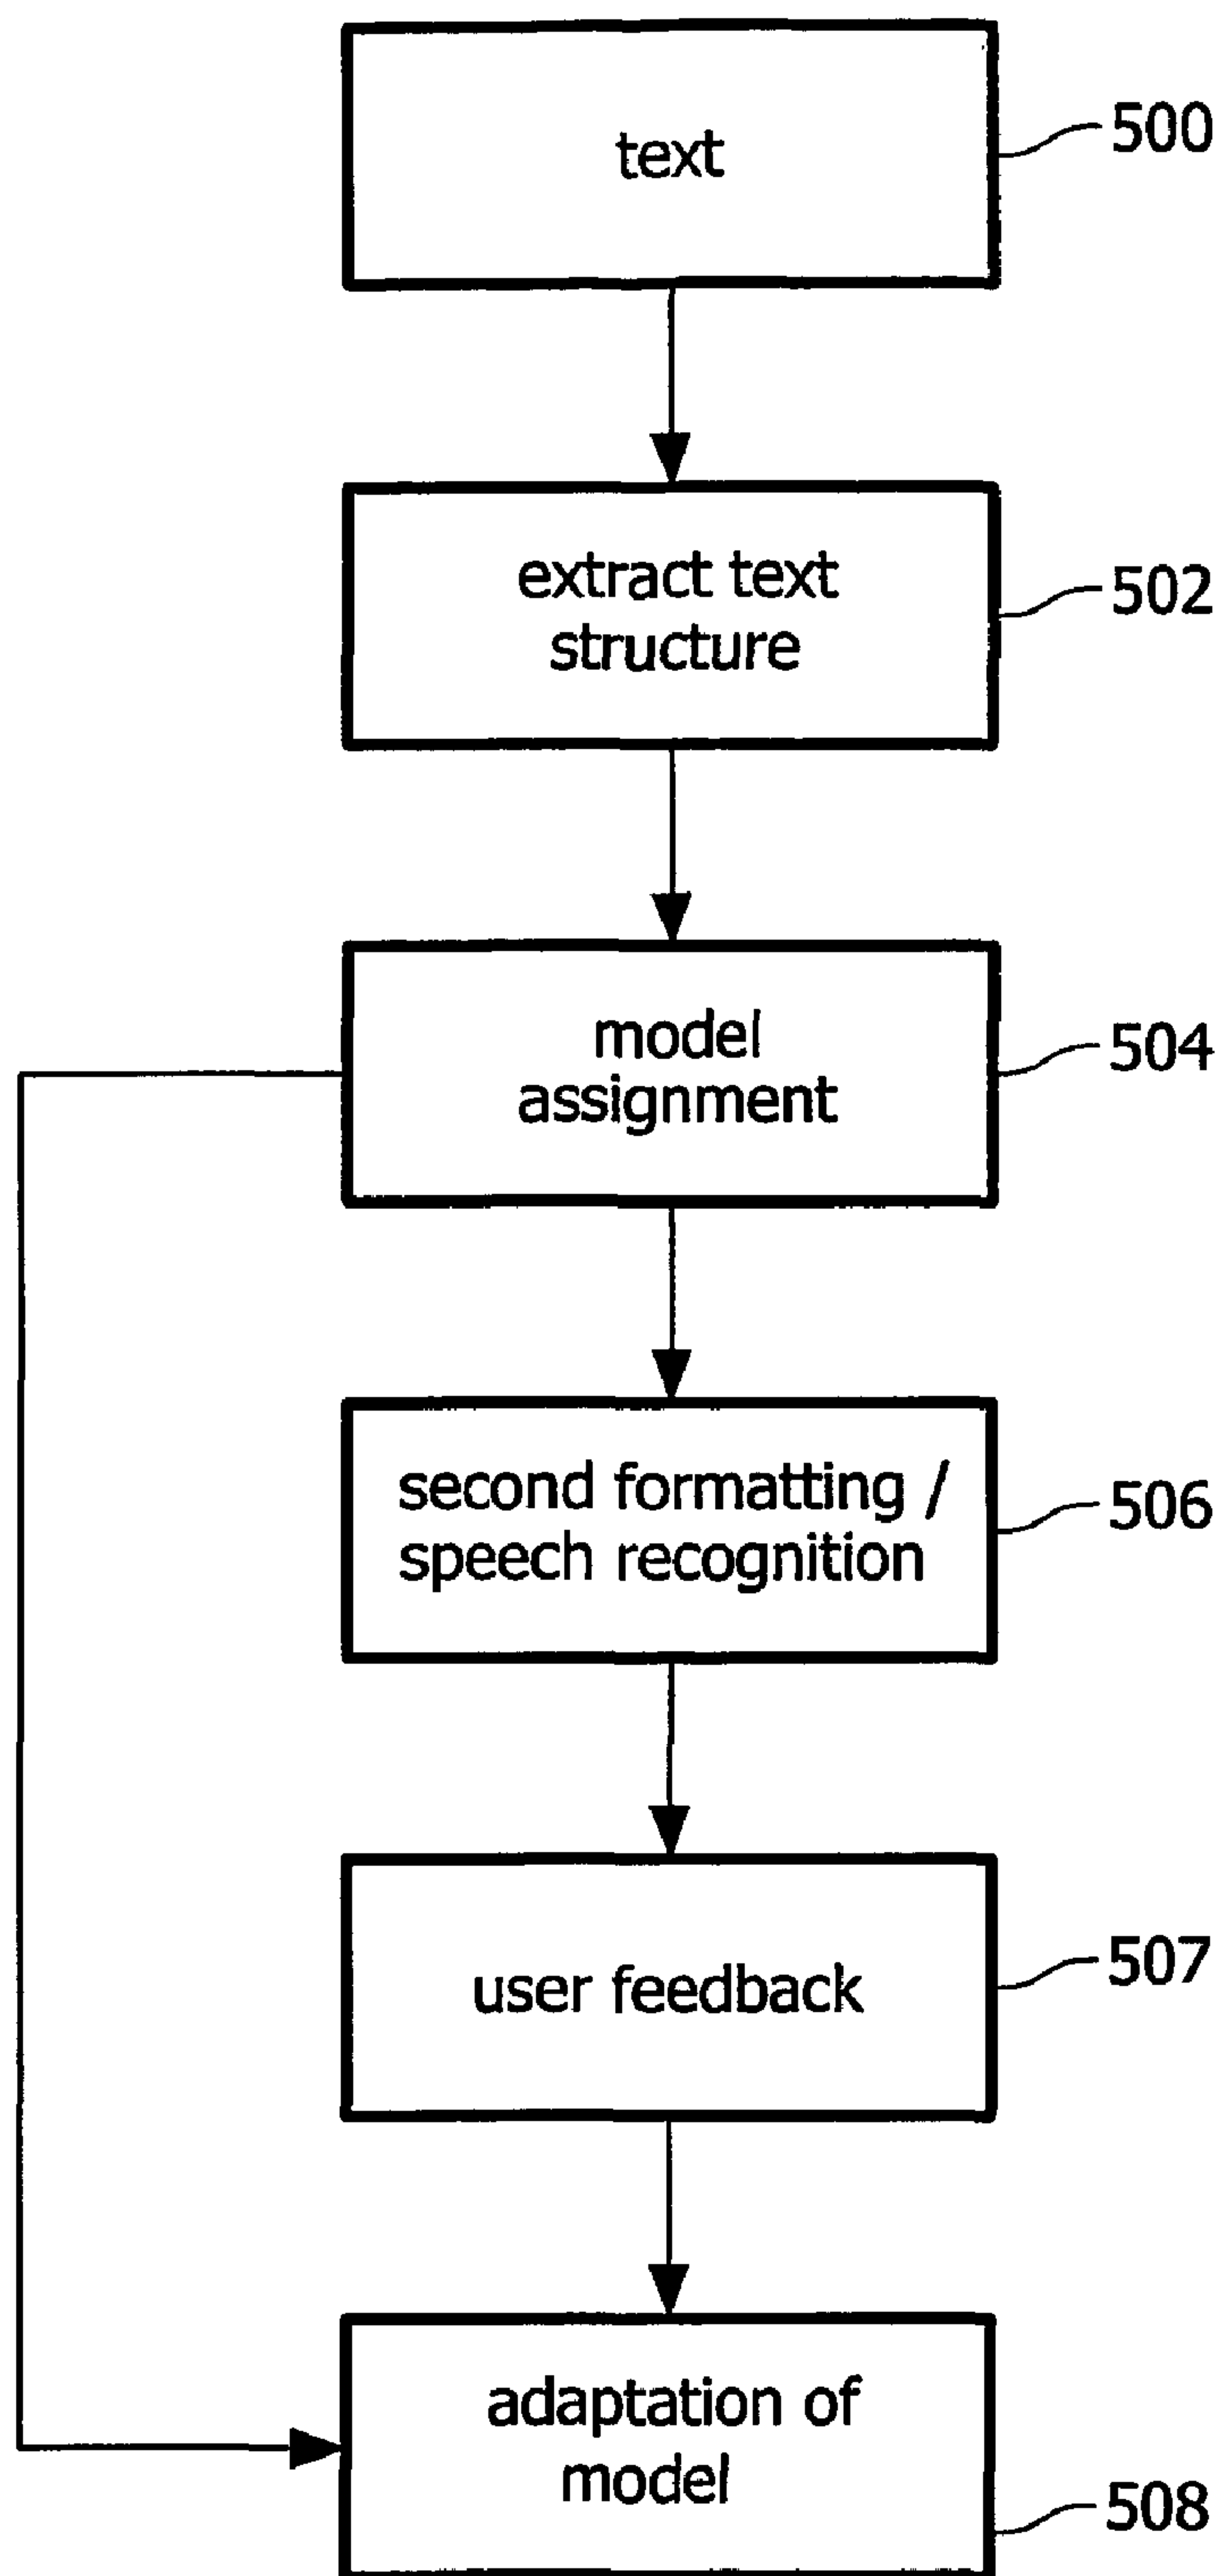 text
500
extract text
structure
502
model
assignment
504
second formatting /
speech recognition
506
user feedback
507
adaptation of
model
508